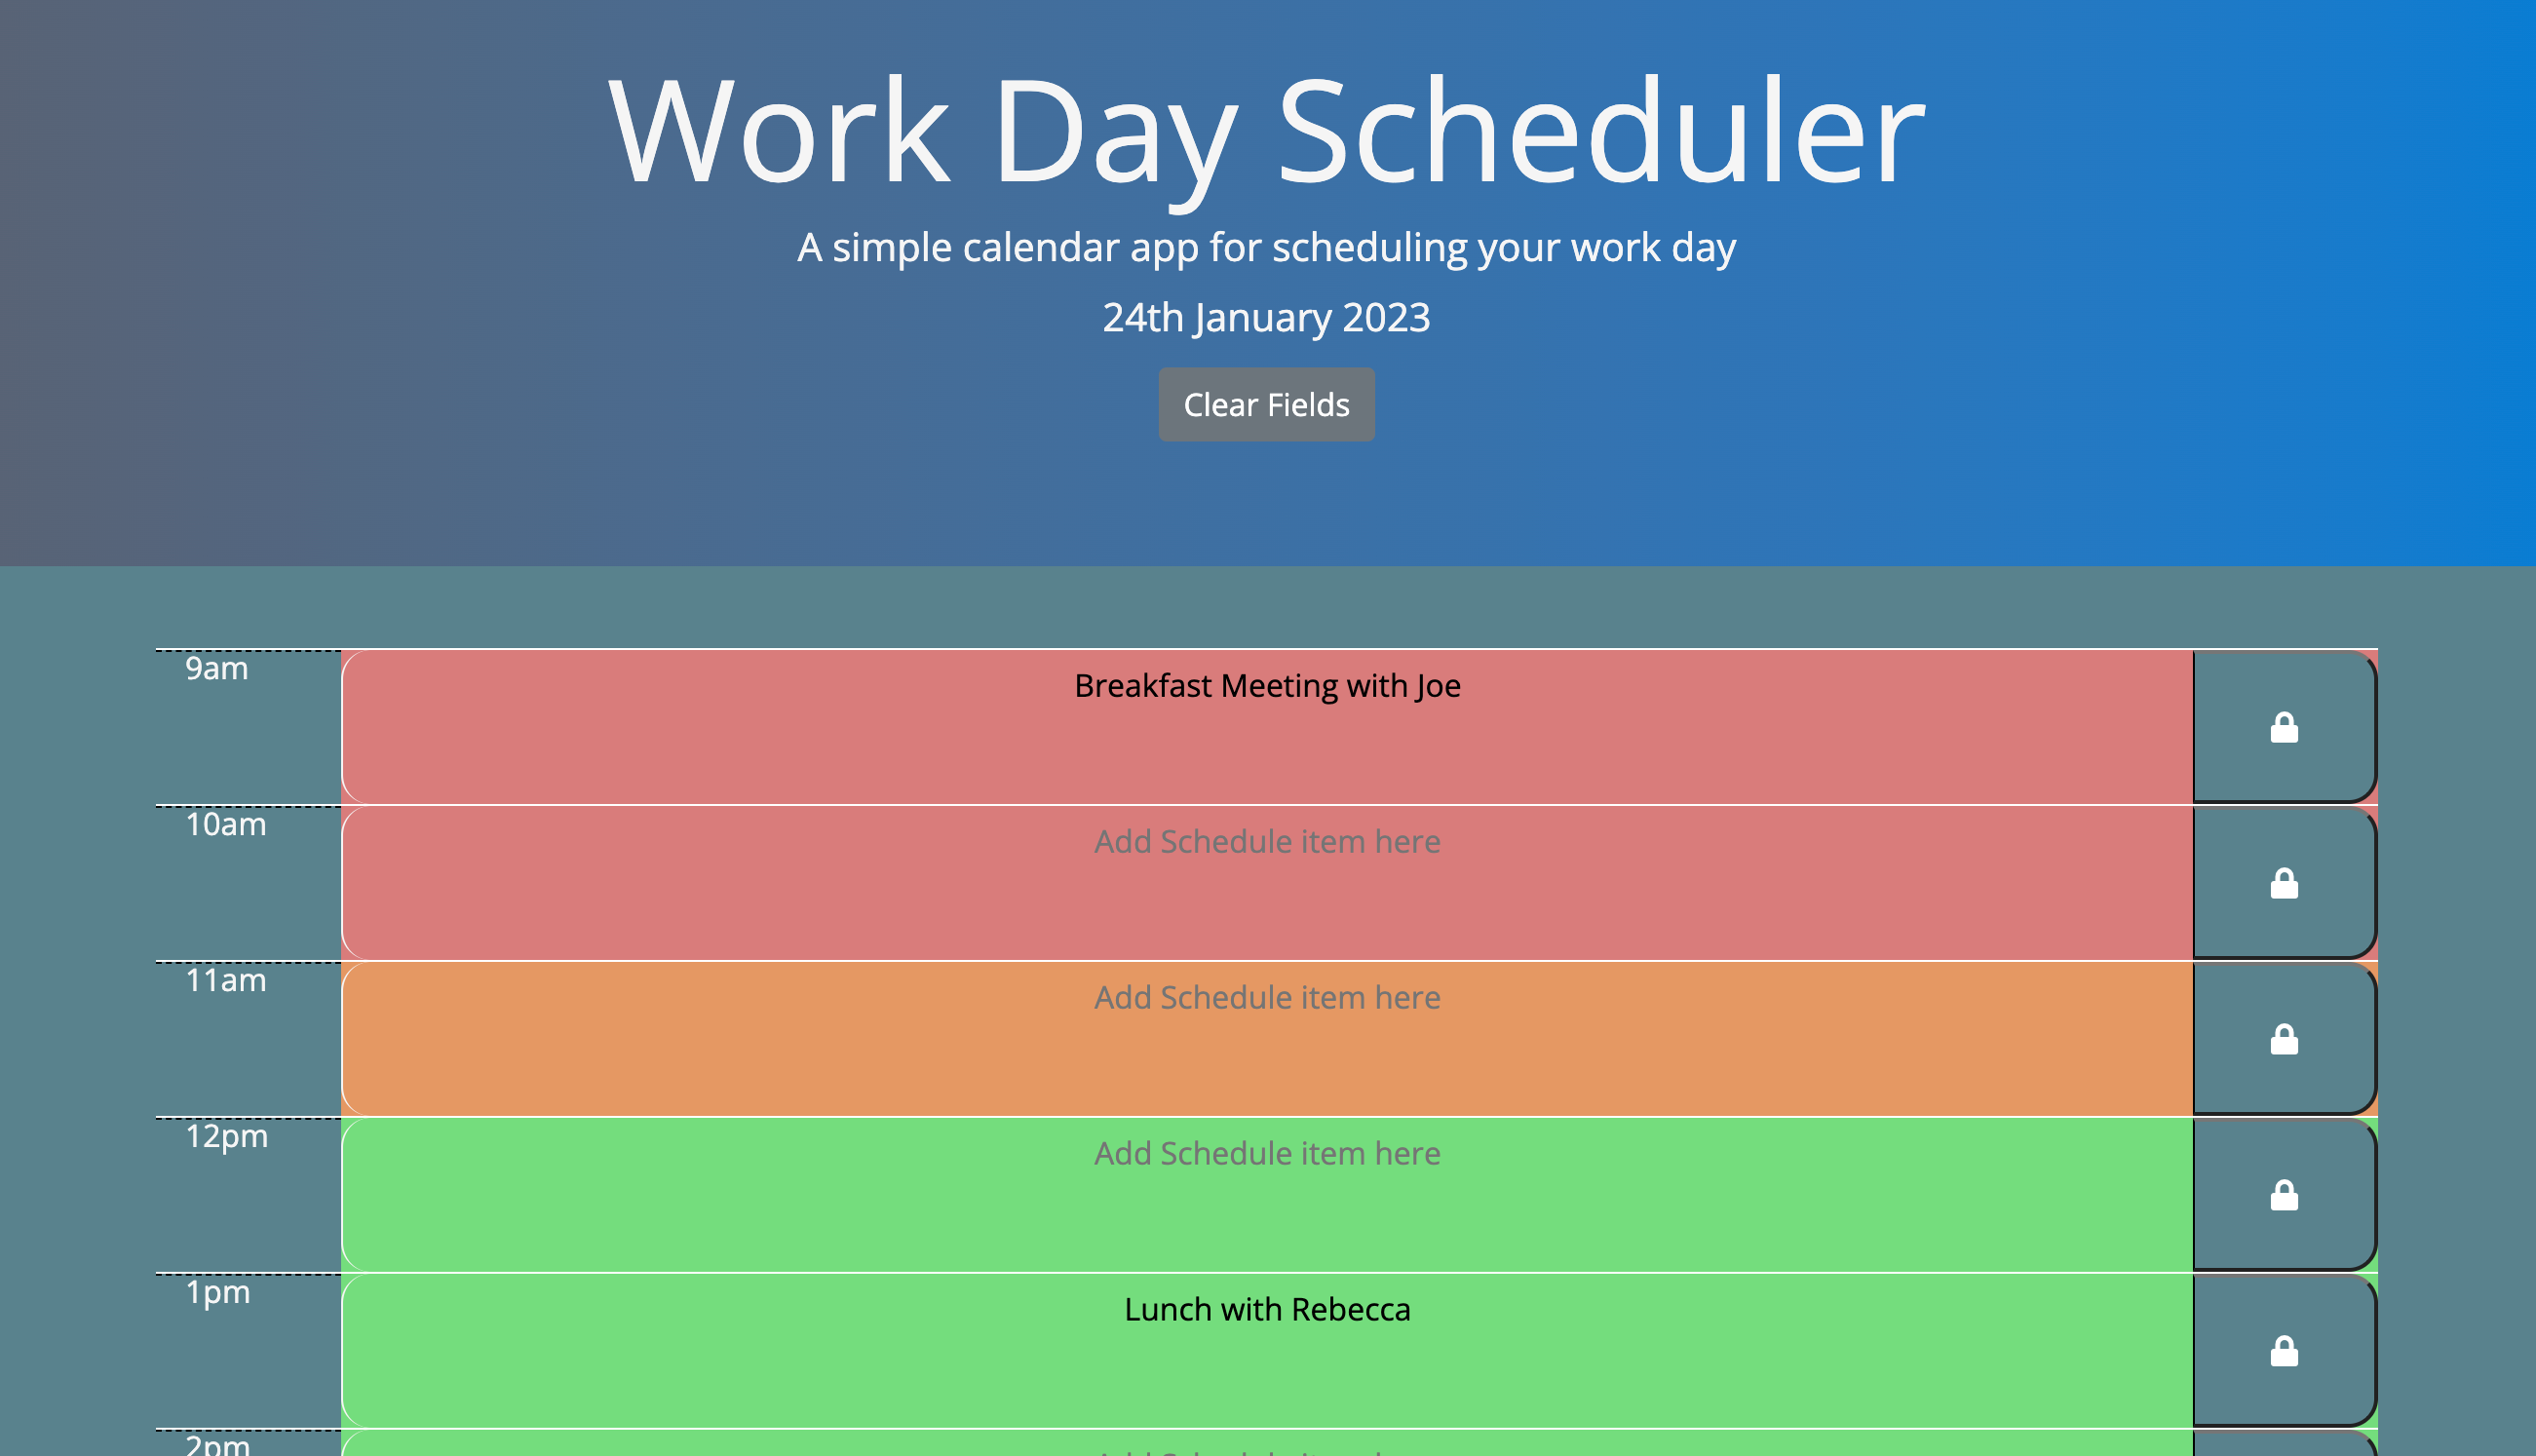 Work Day Scheduler
A simple calendar app for scheduling your work day
24th January 2023
Clear Fields
9am
Breakfast Meeting with Joe
10am
Add Schedule item here
11am
Add Schedule item here
12pm
Add Schedule item here
1pm
Lunch with Rebecca
2pm